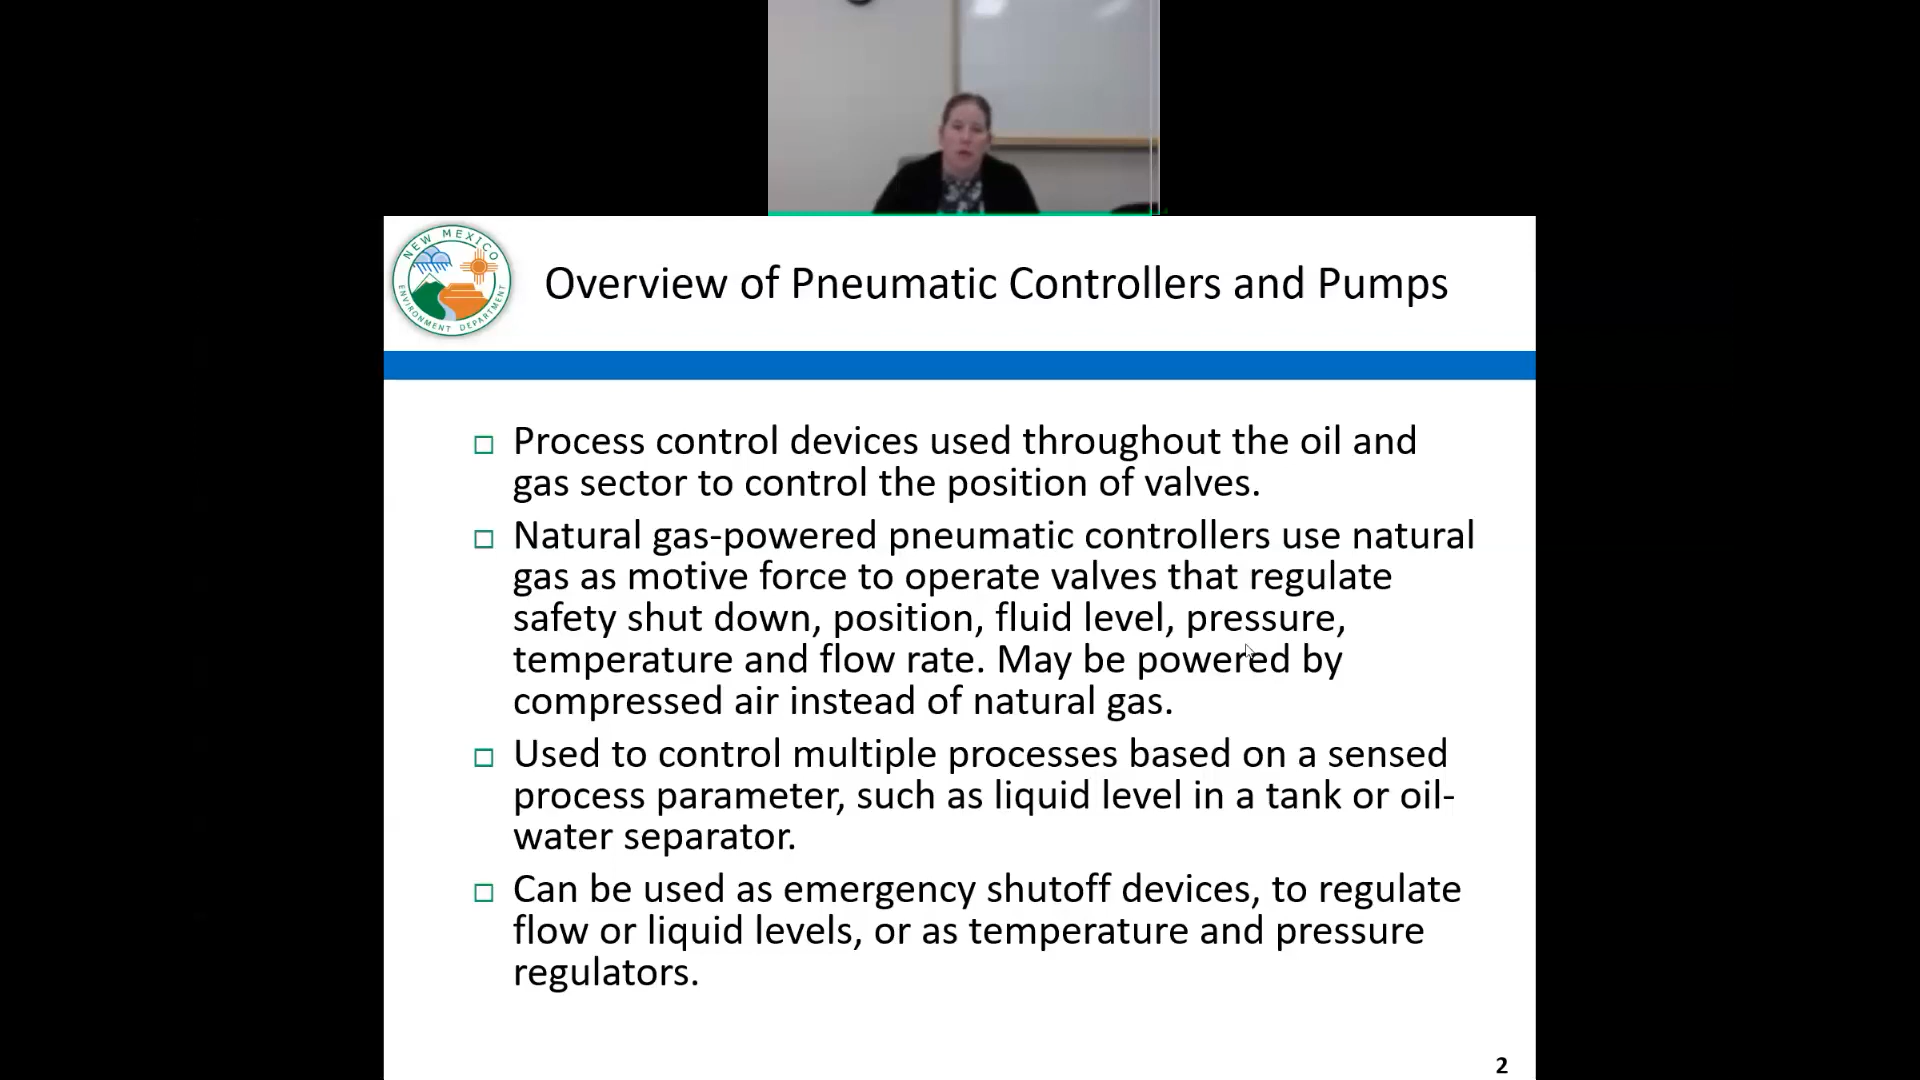 NEW MEXICO
ENVIRONMENT DEPARTMENT
Overview of Pneumatic Controllers and Pumps
Process control devices used throughout the oil and
gas sector to control the position of valves.
Natural gas-powered pneumatic controllers use natural
gas as motive force to operate valves that regulate
safety shut down, position, fluid level, pressure,
temperature and flow rate. May be powered by
compressed air instead of natural gas.
Used to control multiple processes based on a sensed
process parameter, such as liquid level in a tank or oil-
water separator.
Can be used as emergency shutoff devices, to regulate
flow or liquid levels, or as temperature and pressure
regulators.
2